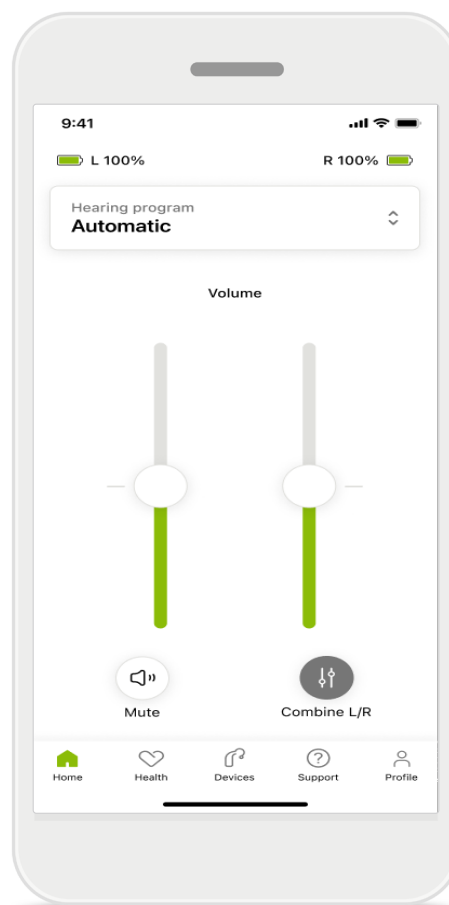 9:41
L 100% R 100%
Hearing program
Automatic
Volume
Mute Combine L/R
Home Health Devices Support Profile